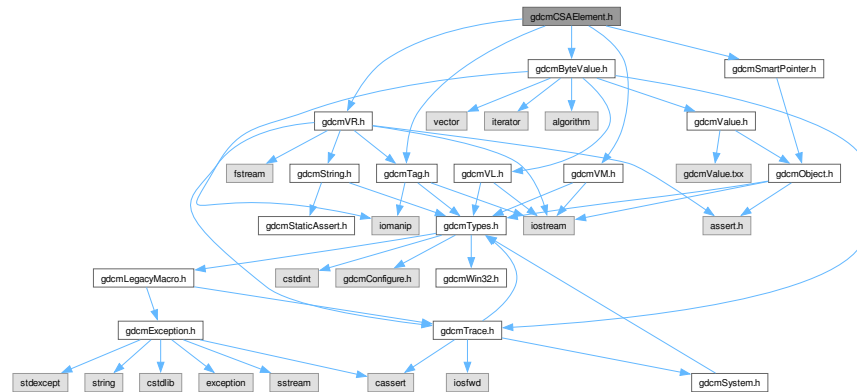 gdcmCSAElement.h
gdcmByteValue.h
gdcmSmartPointer.h
gdcmVR.h
vector
iterator
algorithm
gdcmValue.h
fstream
gdcmString.h
gdcmTag.h
gdcmVL.h
gdcmVM.h
gdcmValue.txx
gdcmObject.h
gdcmStaticAssert.h
iomanip
gdcmTypes.h
iostream
assert.h
gdcmLegacyMacro.h
cstdint
gdcmConfigure.h
gdcmWin32.h
gdcmException.h
gdcmTrace.h
stdexcept
string
cstdlib
exception
sstream
cassert
iosfwd
gdcmSystem.h